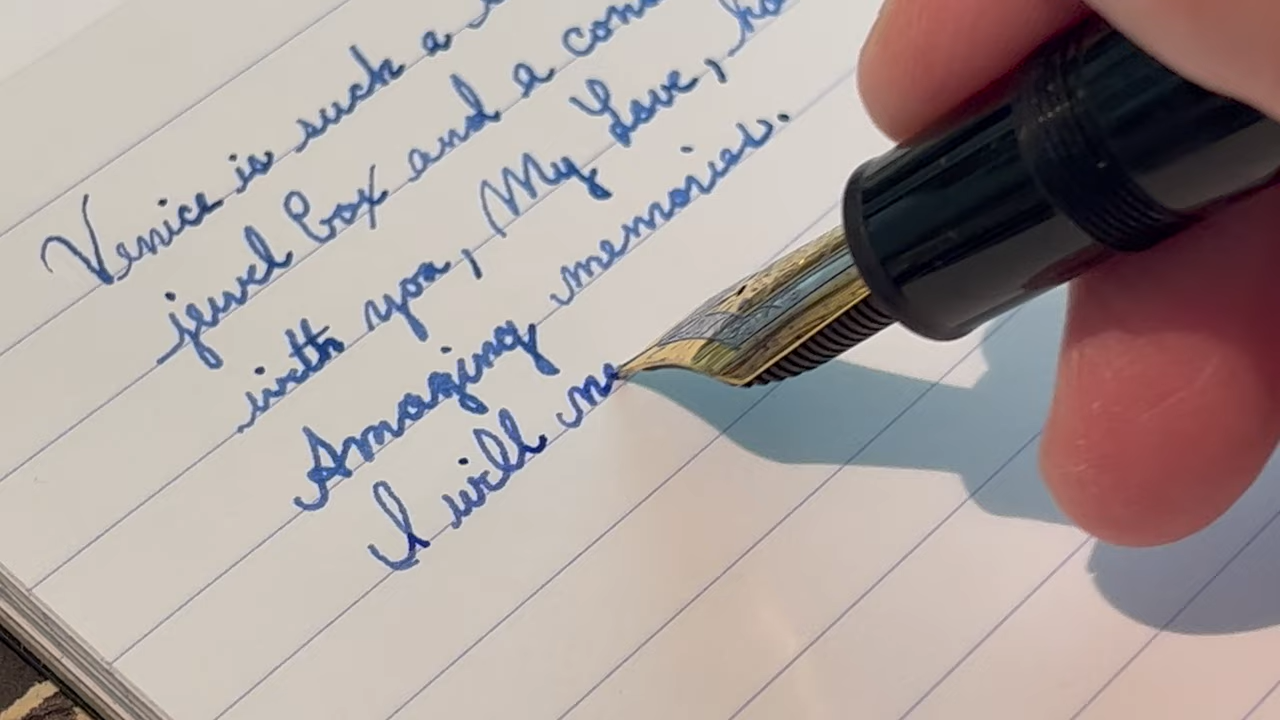 Venice is such a
jewel box and a
with you, My Love,
Amazing memories.
I will